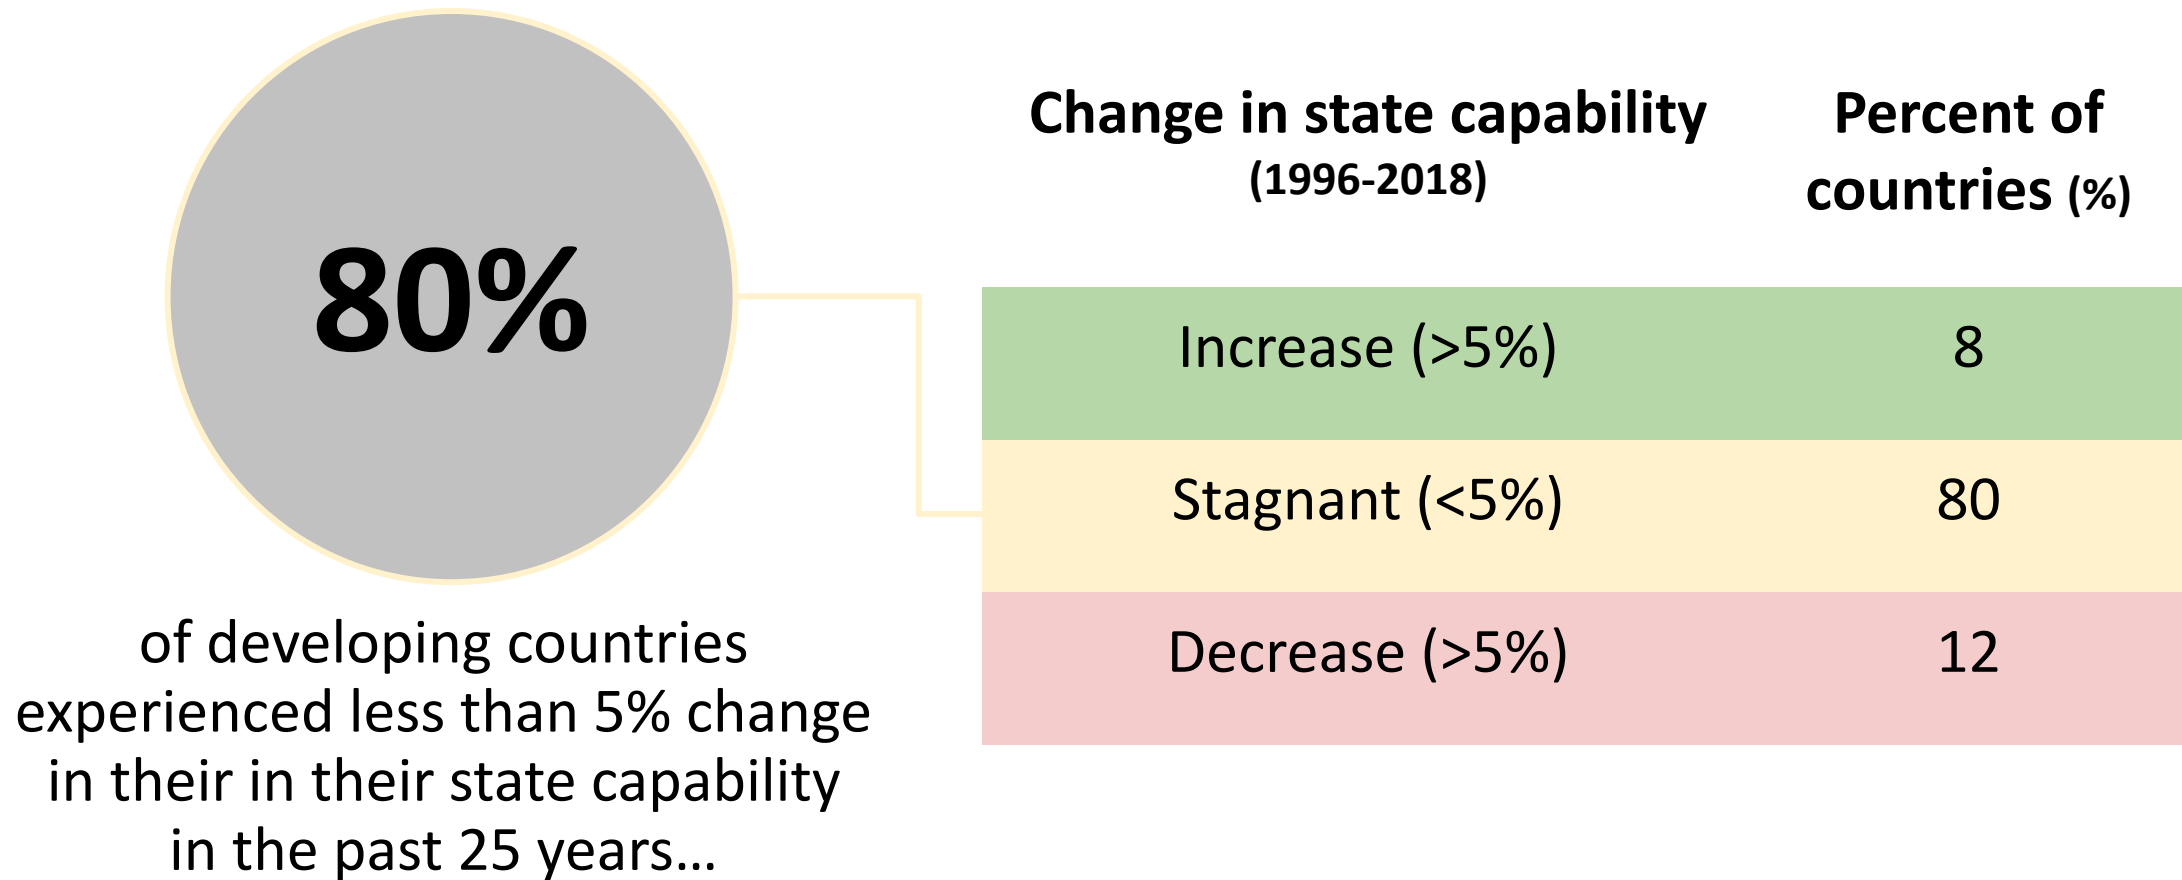 80%
of developing countries
experienced less than 5% change
in their in their state capability
in the past 25 years...
Change in state capability
(1996-2018)
Percent of
countries (%)
Increase (>5%) 8
Stagnant (<5%) 80
Decrease (>5%) 12